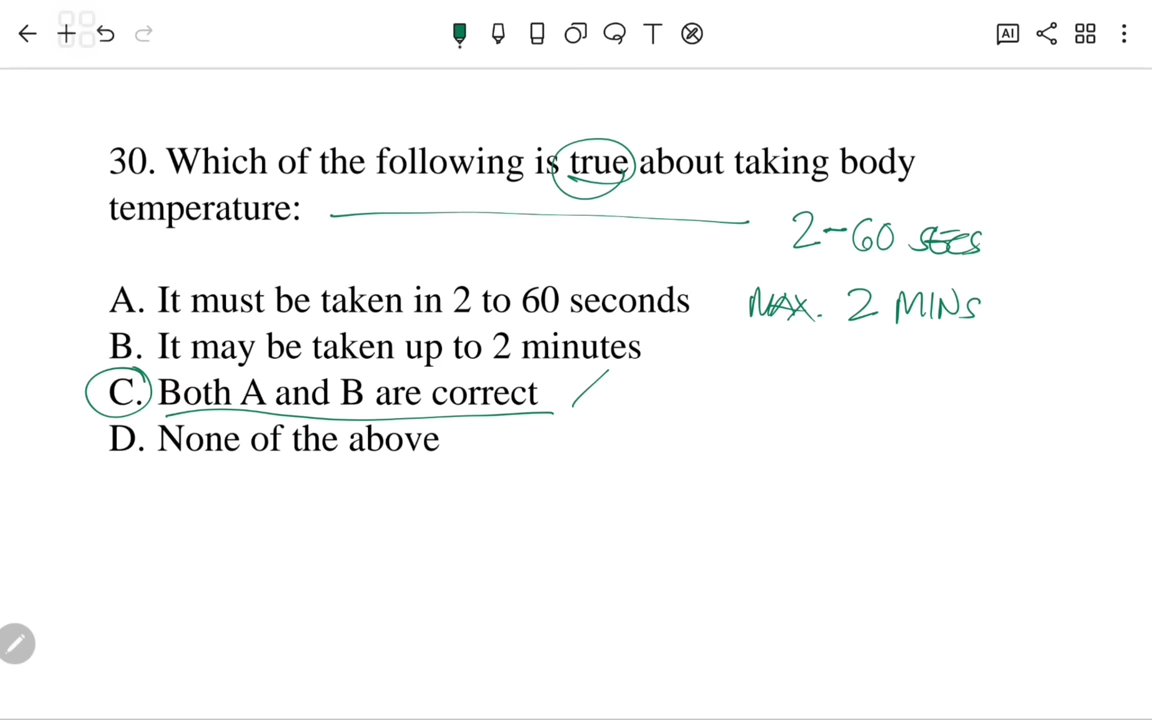 AI
T
30. Which of the following is true about taking body
temperature:
2-60 secs
A. It must be taken in 2 to 60 seconds
MAX. 2 MINS
B. It may be taken up to 2 minutes
C. Both A and B are correct
D. None of the above